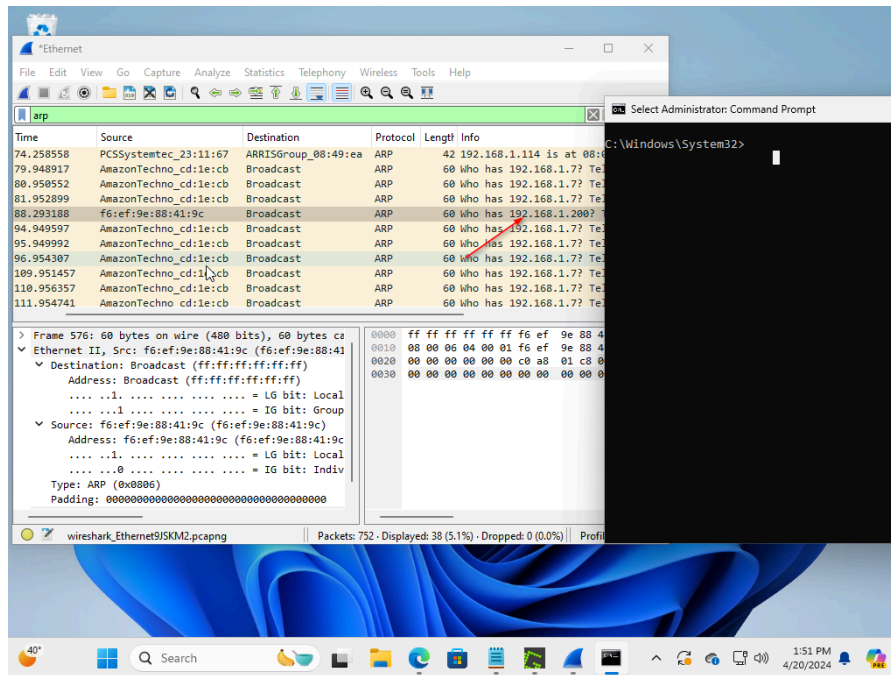 *Ethernet
File Edit View Go Capture Analyze Statistics Telephony Wireless Tools Help
arp
Select Administrator: Command Prompt
C:\Windows\System32>
Time Source Destination Protocol Length Info
74.258558 PCSSystemtec_23:11:67 ARRISGroup_08:49:ea ARP 42 192.168.1.114 is at 08:
79.948917 AmazonTechno_cd:1e:cb Broadcast ARP 60 Who has 192.168.1.7? Tel
80.950552 AmazonTechno_cd:1e:cb Broadcast ARP 60 Who has 192.168.1.7? Tel
81.952899 AmazonTechno_cd:1e:cb Broadcast ARP 60 Who has 192.168.1.7? Tel
88.293188 f6:ef:9e:88:41:9c Broadcast ARP 60 Who has 192.168.1.200? T
94.949597 AmazonTechno_cd:1e:cb Broadcast ARP 60 Who has 192.168.1.7? Tel
95.949992 AmazonTechno_cd:1e:cb Broadcast ARP 60 Who has 192.168.1.7? Tel
96.954307 AmazonTechno_cd:1e:cb Broadcast ARP 60 Who has 192.168.1.7? Tel
109.951457 AmazonTechno_cd:1e:cb Broadcast ARP 60 Who has 192.168.1.7? Tel
110.956357 AmazonTechno_cd:1e:cb Broadcast ARP 60 Who has 192.168.1.7? Tel
111.954741 AmazonTechno_cd:1e:cb Broadcast ARP 60 Who has 192.168.1.7? Tel
Frame 576: 60 bytes on wire (480 bits), 60 bytes ca
Ethernet II, Src: f6:ef:9e:88:41:9c (f6:ef:9e:88:41
Destination: Broadcast (ff:ff:ff:ff:ff:ff)
Address: Broadcast (ff:ff:ff:ff:ff:ff)
.... ..1. .... .... .... .... = LG bit: Local
.... ...1 .... .... .... .... = IG bit: Group
Source: f6:ef:9e:88:41:9c (f6:ef:9e:88:41:9c)
Address: f6:ef:9e:88:41:9c (f6:ef:9e:88:41:9c
.... ..1. .... .... .... .... = LG bit: Local
.... ...0 .... .... .... .... = IG bit: Indiv
Type: ARP (0x0806)
Padding: 000000000000000000000000000000000000
0000 ff ff ff ff ff ff f6 ef 9e 88 4
0010 08 00 06 04 00 01 f6 ef 9e 88 4
0020 00 00 00 00 00 00 c0 a8 01 c8 0
0030 00 00 00 00 00 00 00 00 00 00 0
wireshark_Ethernet9JSKM2.pcapng Packets: 752 · Displayed: 38 (5.1%) · Dropped: 0 (0.0%) Profil
40°
Search
1:51 PM
4/20/2024
PRE